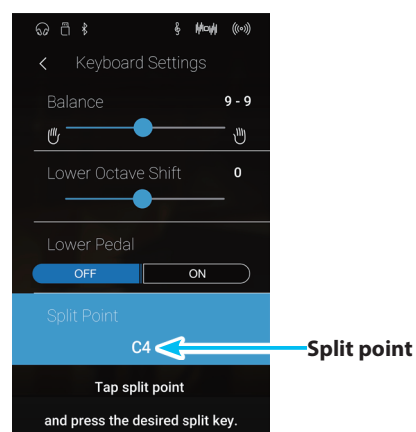 Keyboard Settings
Balance 9 - 9
Lower Octave Shift 0
Lower Pedal
OFF ON
Split Point
C4
Split point
Tap split point
and press the desired split key.